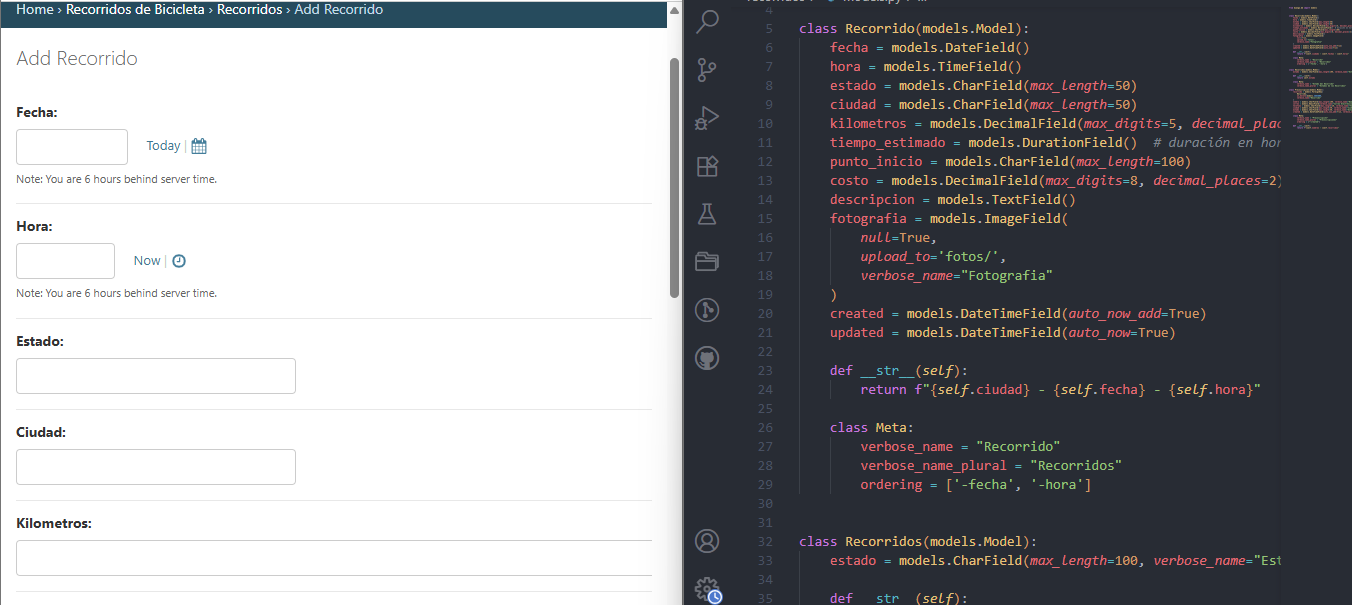 Home › Recorridos de Bicicleta › Recorridos › Add Recorrido
Add Recorrido
Fecha:
Today |
Note: You are 6 hours behind server time.
Hora:
Now |
Note: You are 6 hours behind server time.
Estado:
Ciudad:
Kilometros:
4
5 class Recorrido(models.Model):
6 fecha = models.DateField()
7 hora = models.TimeField()
8 estado = models.CharField(max_length=50)
9 ciudad = models.CharField(max_length=50)
10 kilometros = models.DecimalField(max_digits=5, decimal_plac
11 tiempo_estimado = models.DurationField() # duración en hor
12 punto_inicio = models.CharField(max_length=100)
13 costo = models.DecimalField(max_digits=8, decimal_places=2)
14 descripcion = models.TextField()
15 fotografia = models.ImageField(
16 null=True,
17 upload_to='fotos/',
18 verbose_name="Fotografia"
19 )
20 created = models.DateTimeField(auto_now_add=True)
21 updated = models.DateTimeField(auto_now=True)
22
23 def __str__(self):
24 return f"{self.ciudad} - {self.fecha} - {self.hora}"
25
26 class Meta:
27 verbose_name = "Recorrido"
28 verbose_name_plural = "Recorridos"
29 ordering = ['-fecha', '-hora']
30
31
32 class Recorridos(models.Model):
33 estado = models.CharField(max_length=100, verbose_name="Est
34
35 def __str__(self):